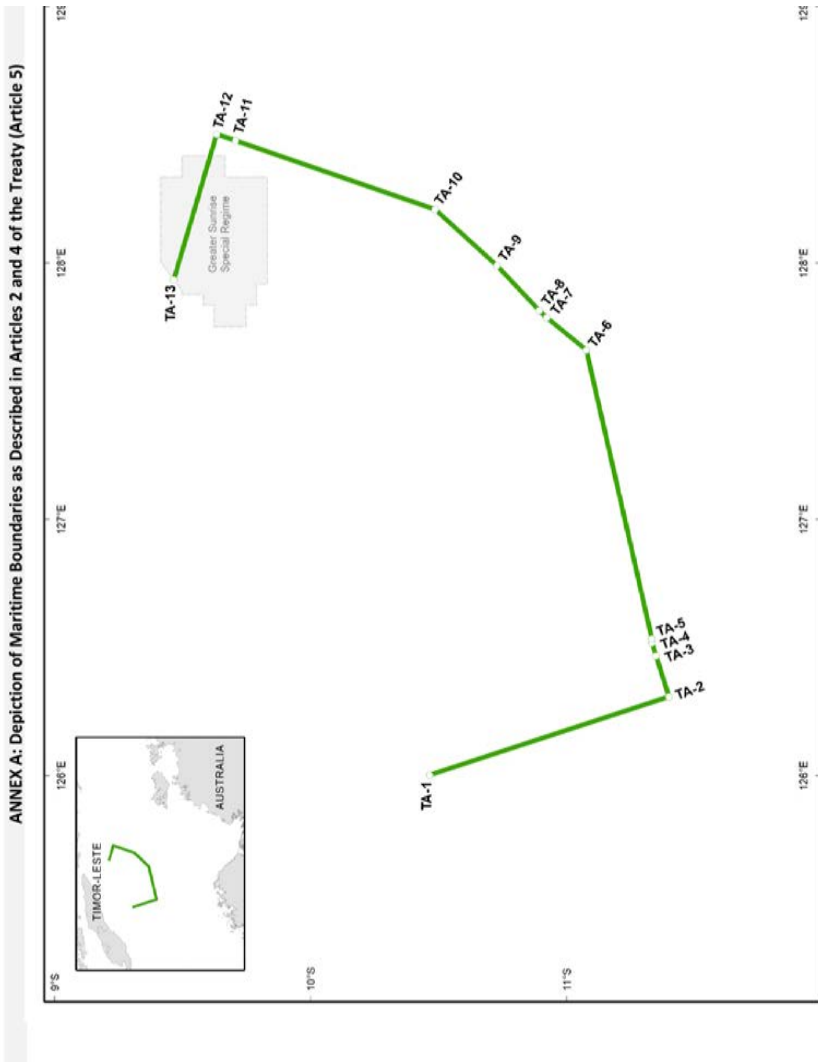 ANNEX A: Depiction of Maritime Boundaries as Described in Articles 2 and 4 of the Treaty (Article 5)
126°E
127°E
128°E
9°S
10°S
11°S
TIMOR-LESTE
AUSTRALIA
TA-13
TA-12
TA-11
Greater Sunrise
Special Regime
TA-10
TA-9
TA-8
TA-7
TA-6
TA-5
TA-4
TA-3
TA-2
TA-1
126°E
127°E
128°E